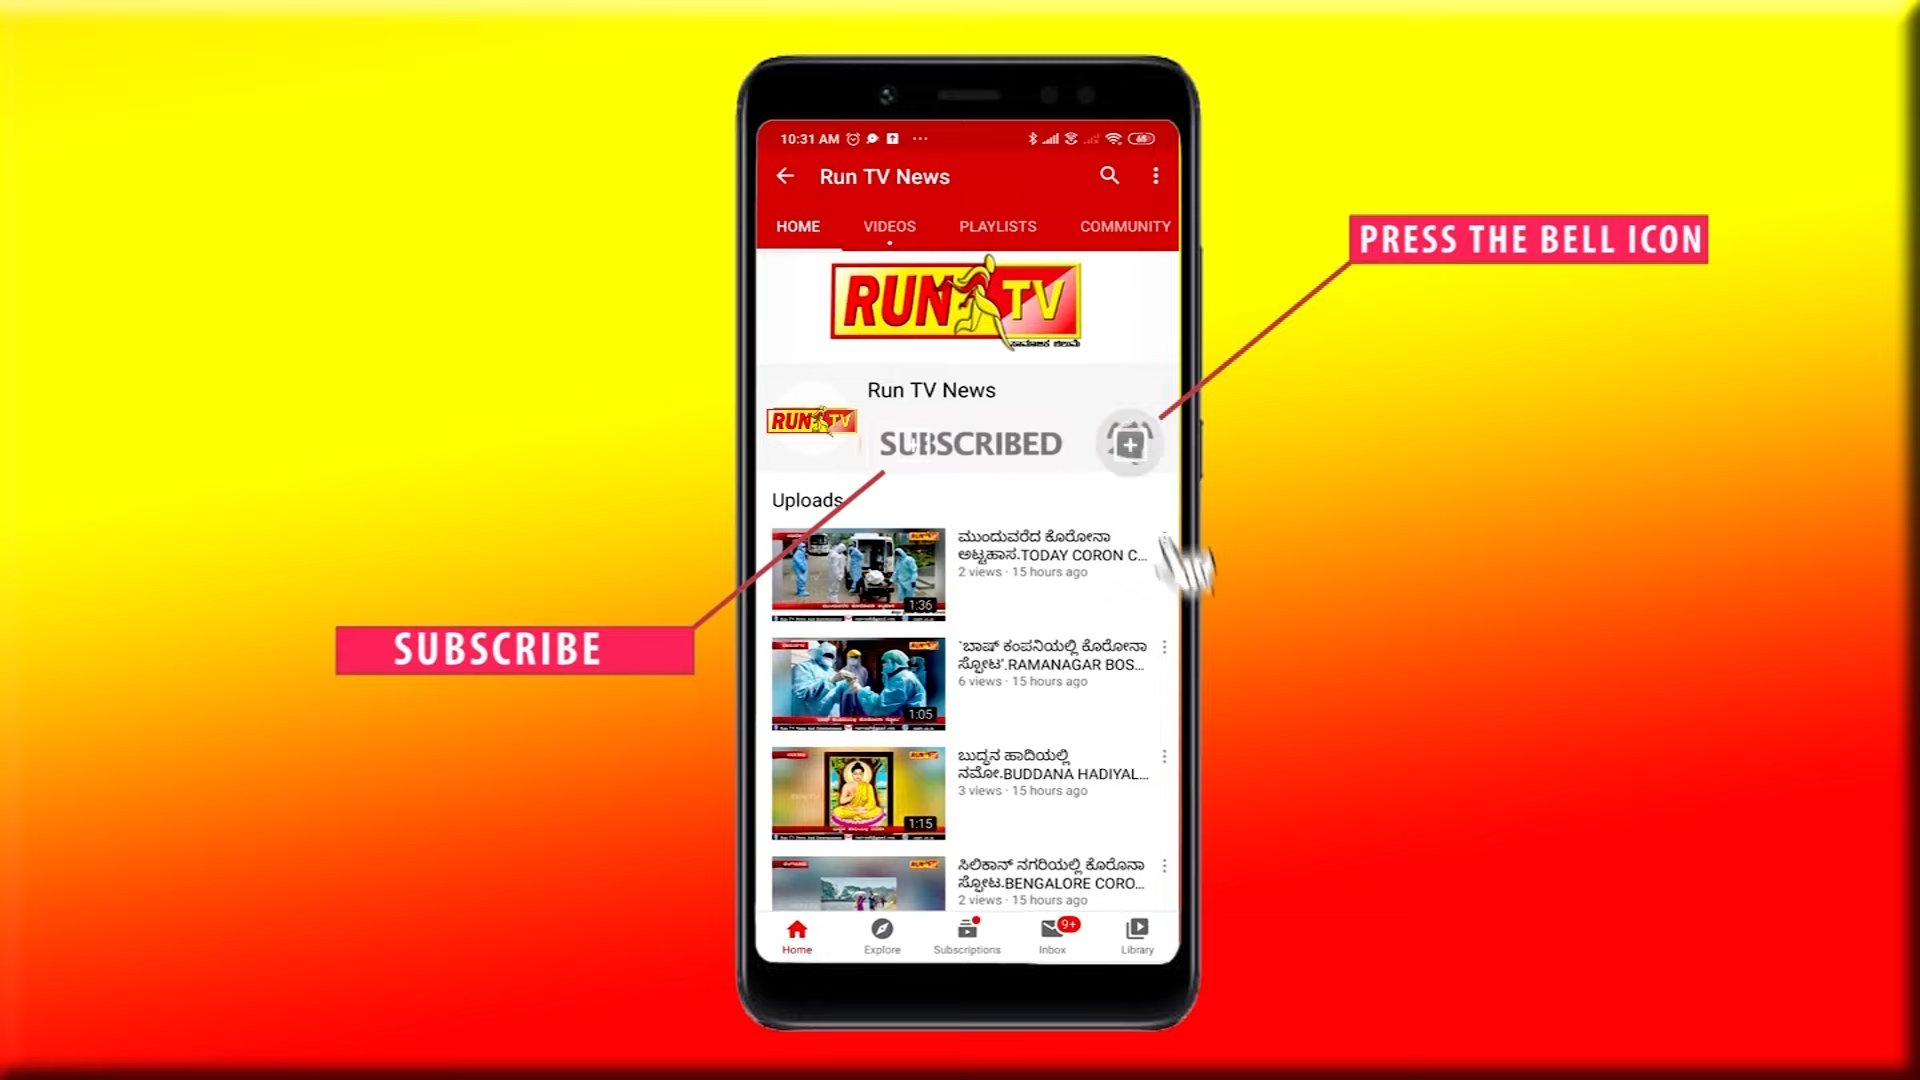 10:31 AM
65
Run TV News
HOME VIDEOS PLAYLISTS COMMUNITY
PRESS THE BELL ICON
RUN TV
Run TV News
RUN TV
SUBSCRIBED
Uploads
ಮುಂದುವರೆದ ಕೊರೋನಾ
ಅಟ್ಟಹಾಸ.TODAY CORON C...
2 views · 15 hours ago
1:36
SUBSCRIBE
`ಬಾಷ್ ಕಂಪನಿಯಲ್ಲಿ ಕೊರೋನಾ
ಸ್ಫೋಟ'.RAMANAGAR BOS...
6 views · 15 hours ago
1:05
ಬುದ್ಧನ ಹಾದಿಯಲ್ಲಿ
ನಮೋ.BUDDANA HADIYAL...
3 views · 15 hours ago
1:15
ಸಿಲಿಕಾನ್ ನಗರಿಯಲ್ಲಿ ಕೊರೊನಾ
ಸ್ಫೋಟ.BENGALORE CORO...
2 views · 15 hours ago
9+
Home Explore Subscriptions Inbox Library